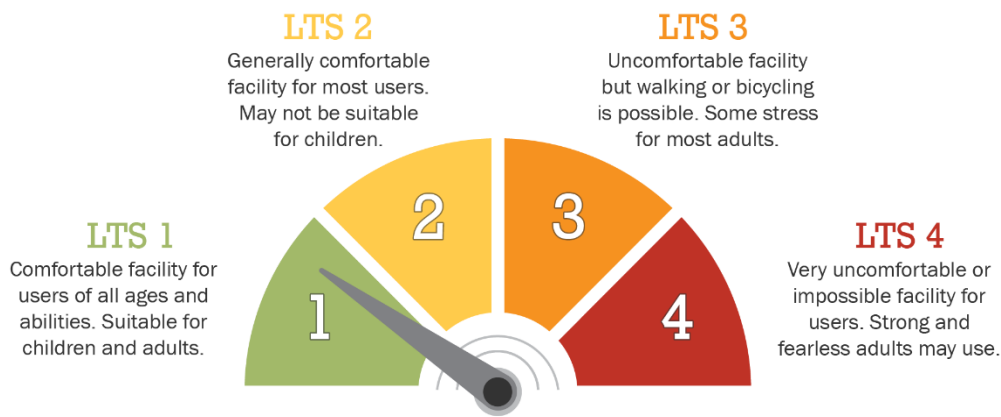 LTS 1
Comfortable facility for
users of all ages and
abilities. Suitable for
children and adults.
LTS 2
Generally comfortable
facility for most users.
May not be suitable
for children.
LTS 3
Uncomfortable facility
but walking or bicycling
is possible. Some stress
for most adults.
LTS 4
Very uncomfortable or
impossible facility for
users. Strong and
fearless adults may use.
1
2
3
4